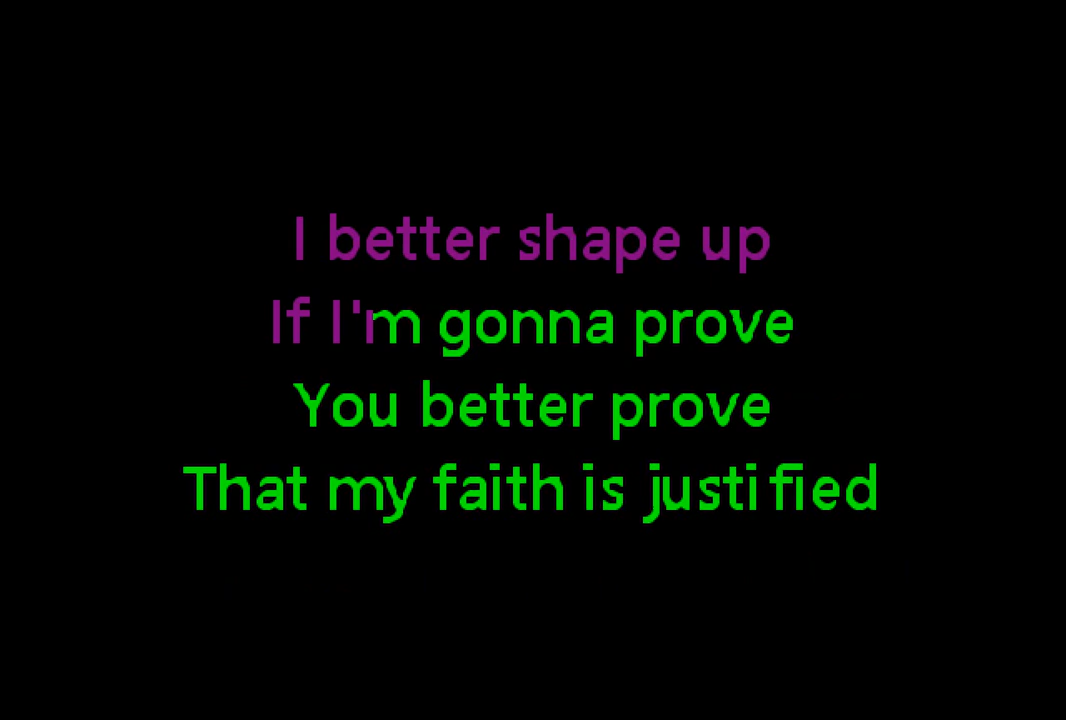 I better shape up
If I'm gonna prove
You better prove
That my faith is justified